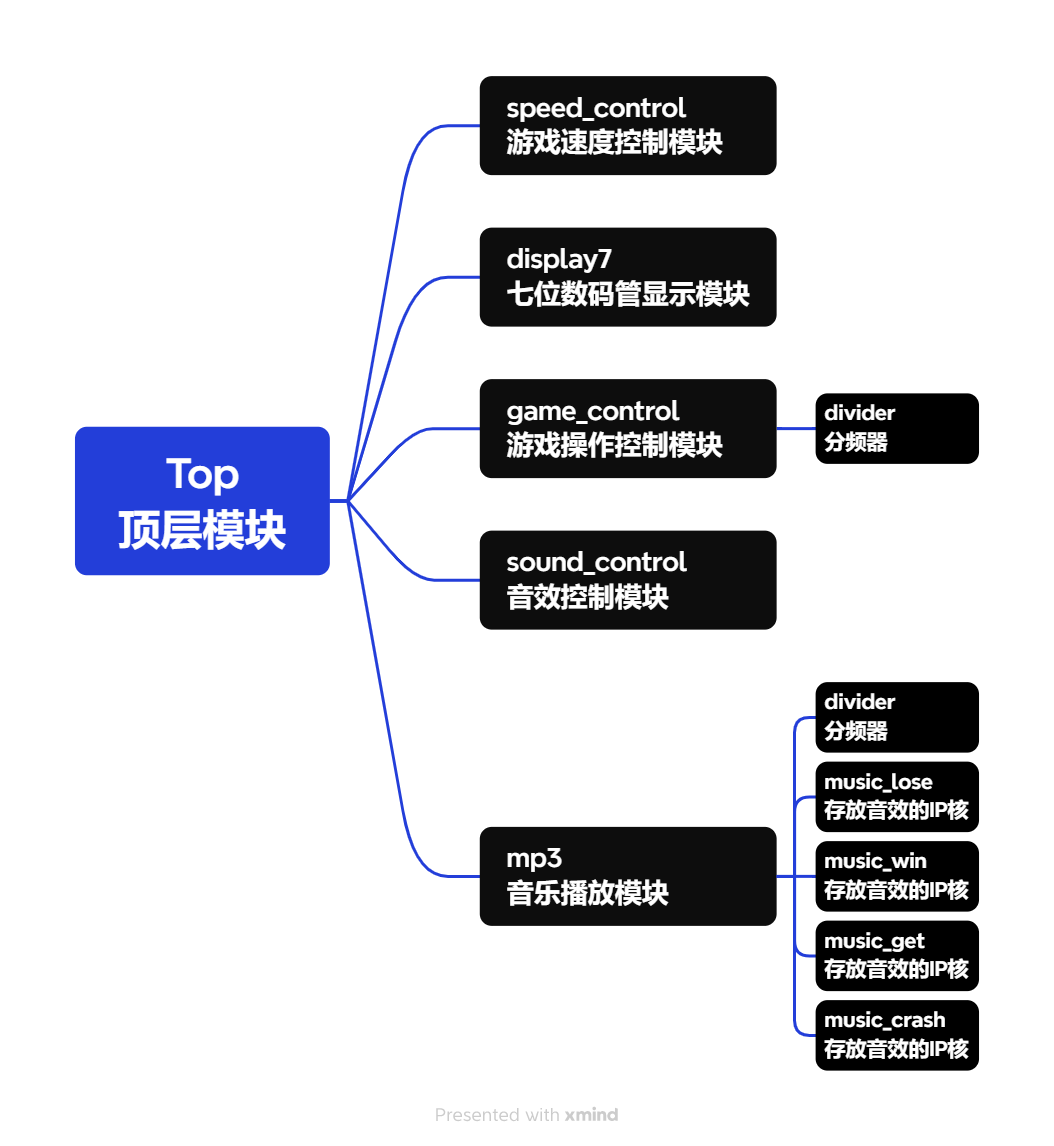 speed_control
游戏速度控制模块
display7
七位数码管显示模块
game_control
游戏操作控制模块
divider
分频器
Top
顶层模块
sound_control
音效控制模块
mp3
音乐播放模块
divider
分频器
music_lose
存放音效的IP核
music_win
存放音效的IP核
music_get
存放音效的IP核
music_crash
存放音效的IP核
Presented with xmind